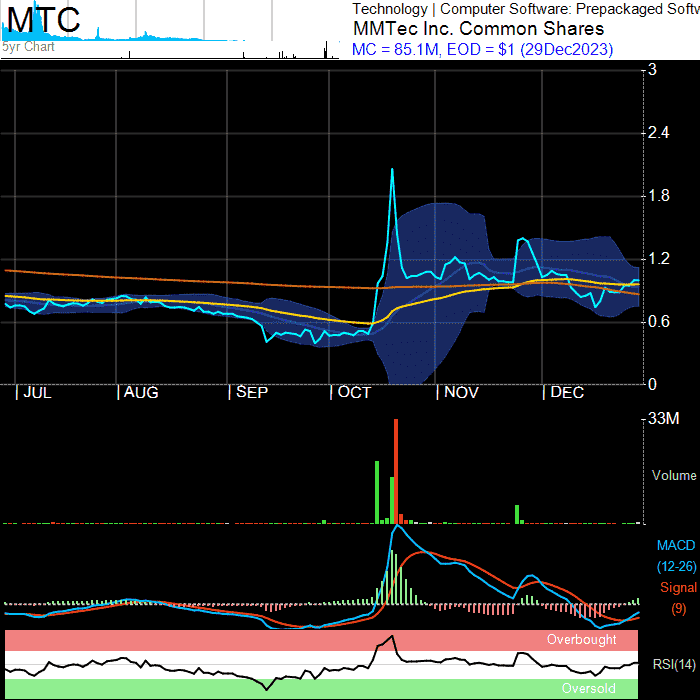 MTC
5yr Chart
Technology | Computer Software: Prepackaged Softw
MMTec Inc. Common Shares
MC = 85.1M, EOD = $1 (29Dec2023)
3
2.4
1.8
1.2
0.6
0
JUL AUG SEP OCT NOV DEC
33M
Volume
MACD
(12-26)
Signal
(9)
Overbought
RSI(14)
Oversold